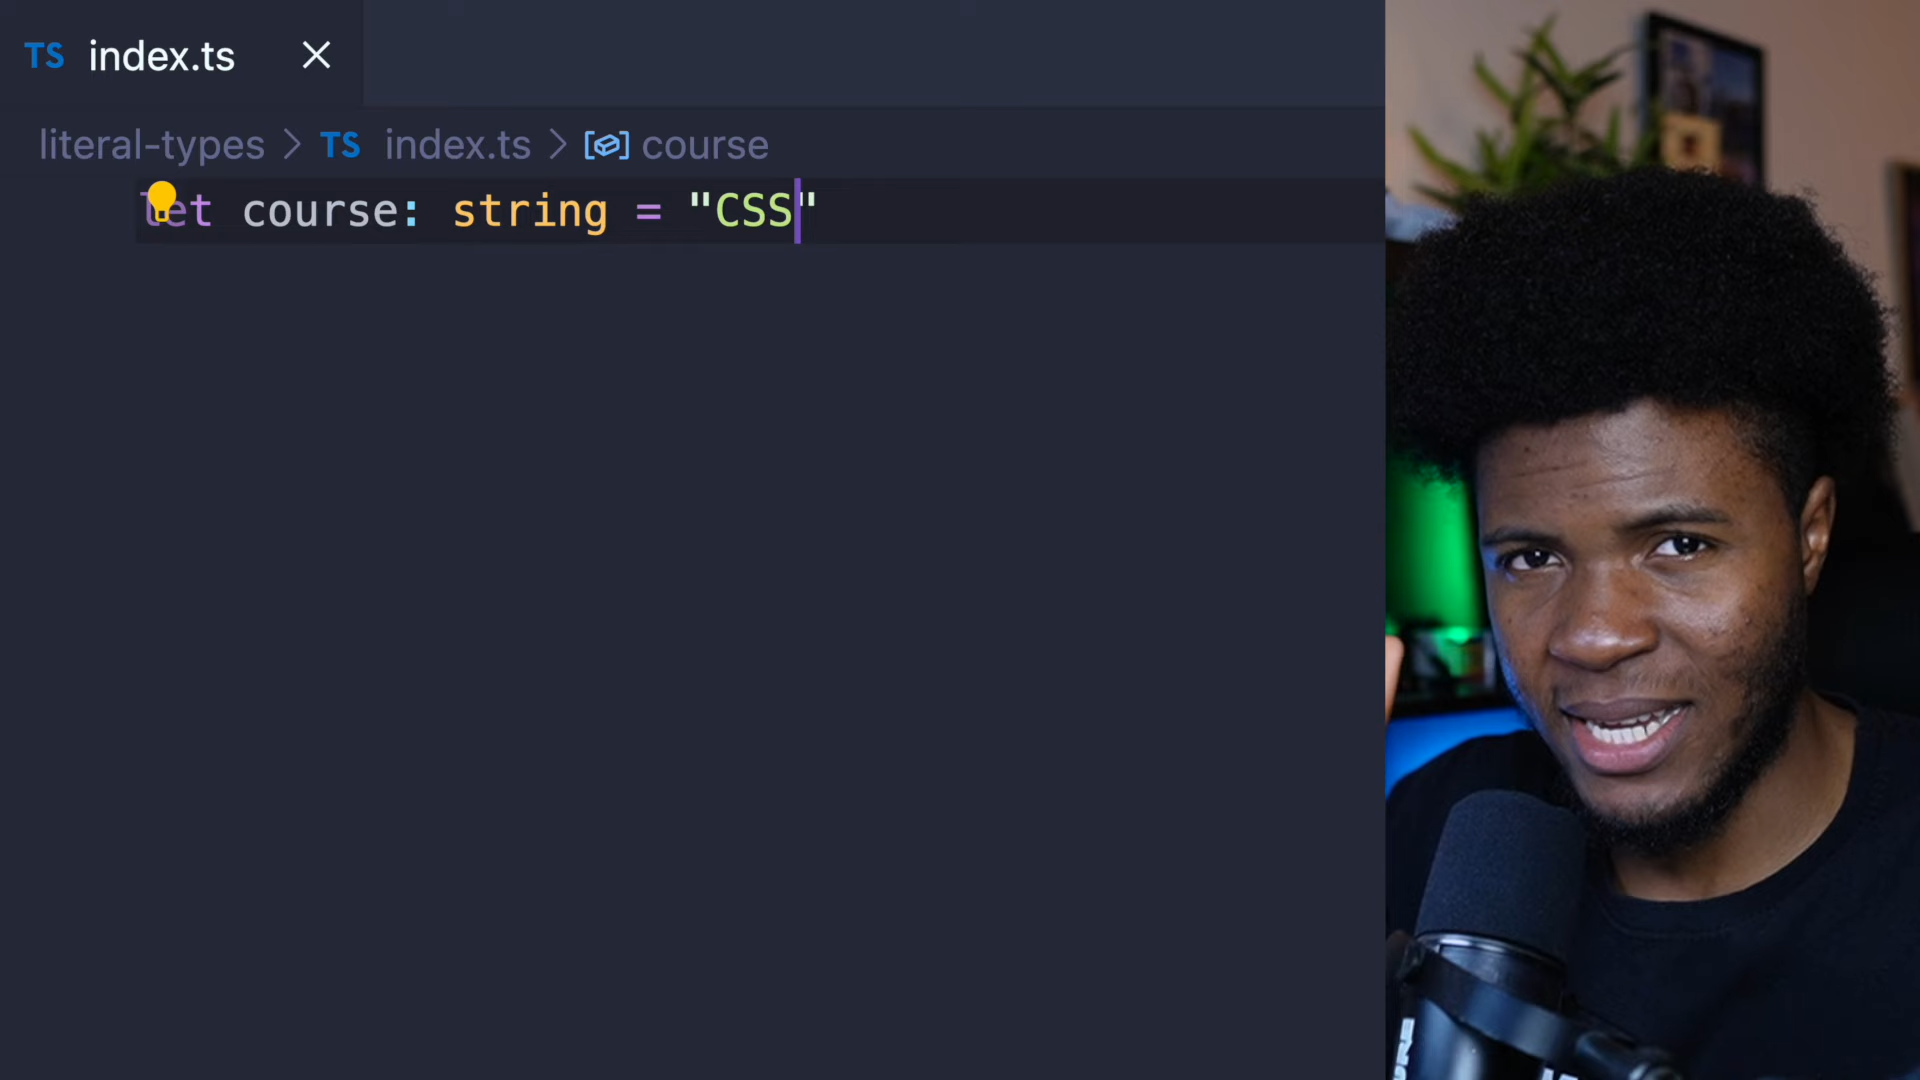 TS index.ts
literal-types > TS index.ts > course
let course: string = "CSS"